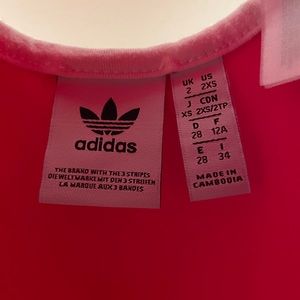 adidas
THE BRAND WITH THE 3 STRIPES
DIE WELTMARKE MIT DEN 3 STREIFEN
LA MARQUE AUX 3 BANDES
UK US
2 2XS
J CDN
XS 2XS/2TP
D F
28 12A
E I
28 34
MADE IN
CAMBODIA